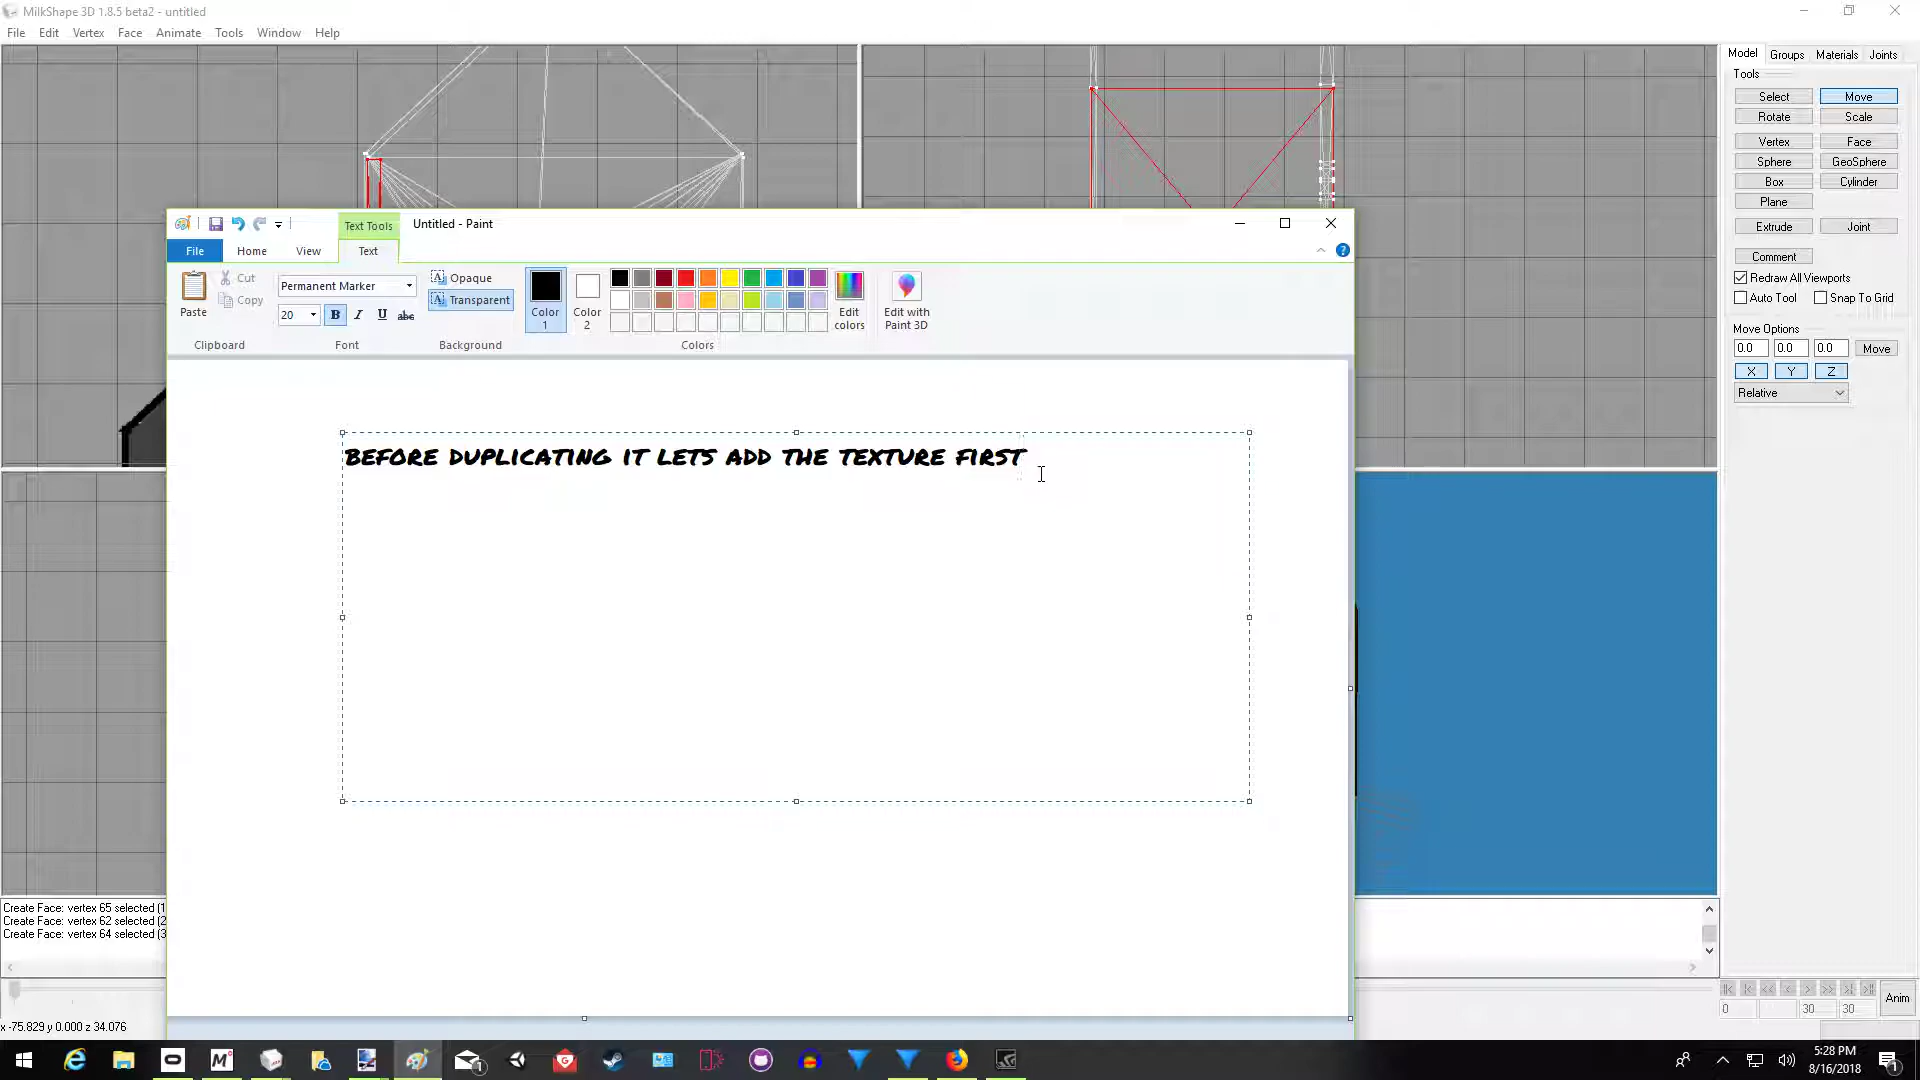 MilkShape 3D 1.8.5 beta2 - untitled
File Edit Vertex Face Animate Tools Window Help
Model Groups Materials Joints
Tools
Select Move
Rotate Scale
Vertex Face
Sphere GeoSphere
Box Cylinder
Plane
Extrude Joint
Comment
Redraw All Viewports
Auto Tool Snap To Grid
Move Options
0.0 0.0 0.0 Move
X Y Z
Relative
Text Tools Untitled - Paint
File Home View Text
Paste
Cut
Copy
Clipboard
Permanent Marker
20 B I U abc
Font
Opaque
Transparent
Background
Color 1
Color 2
Edit colors
Colors
Edit with Paint 3D
BEFORE DUPLICATING IT LETS ADD THE TEXTURE FIRST
Create Face: vertex 65 selected (1
Create Face: vertex 62 selected (2
Create Face: vertex 64 selected (3
0 30 30 Anim
x -75.829 y 0.000 z 34.076
5:28 PM
8/16/2018